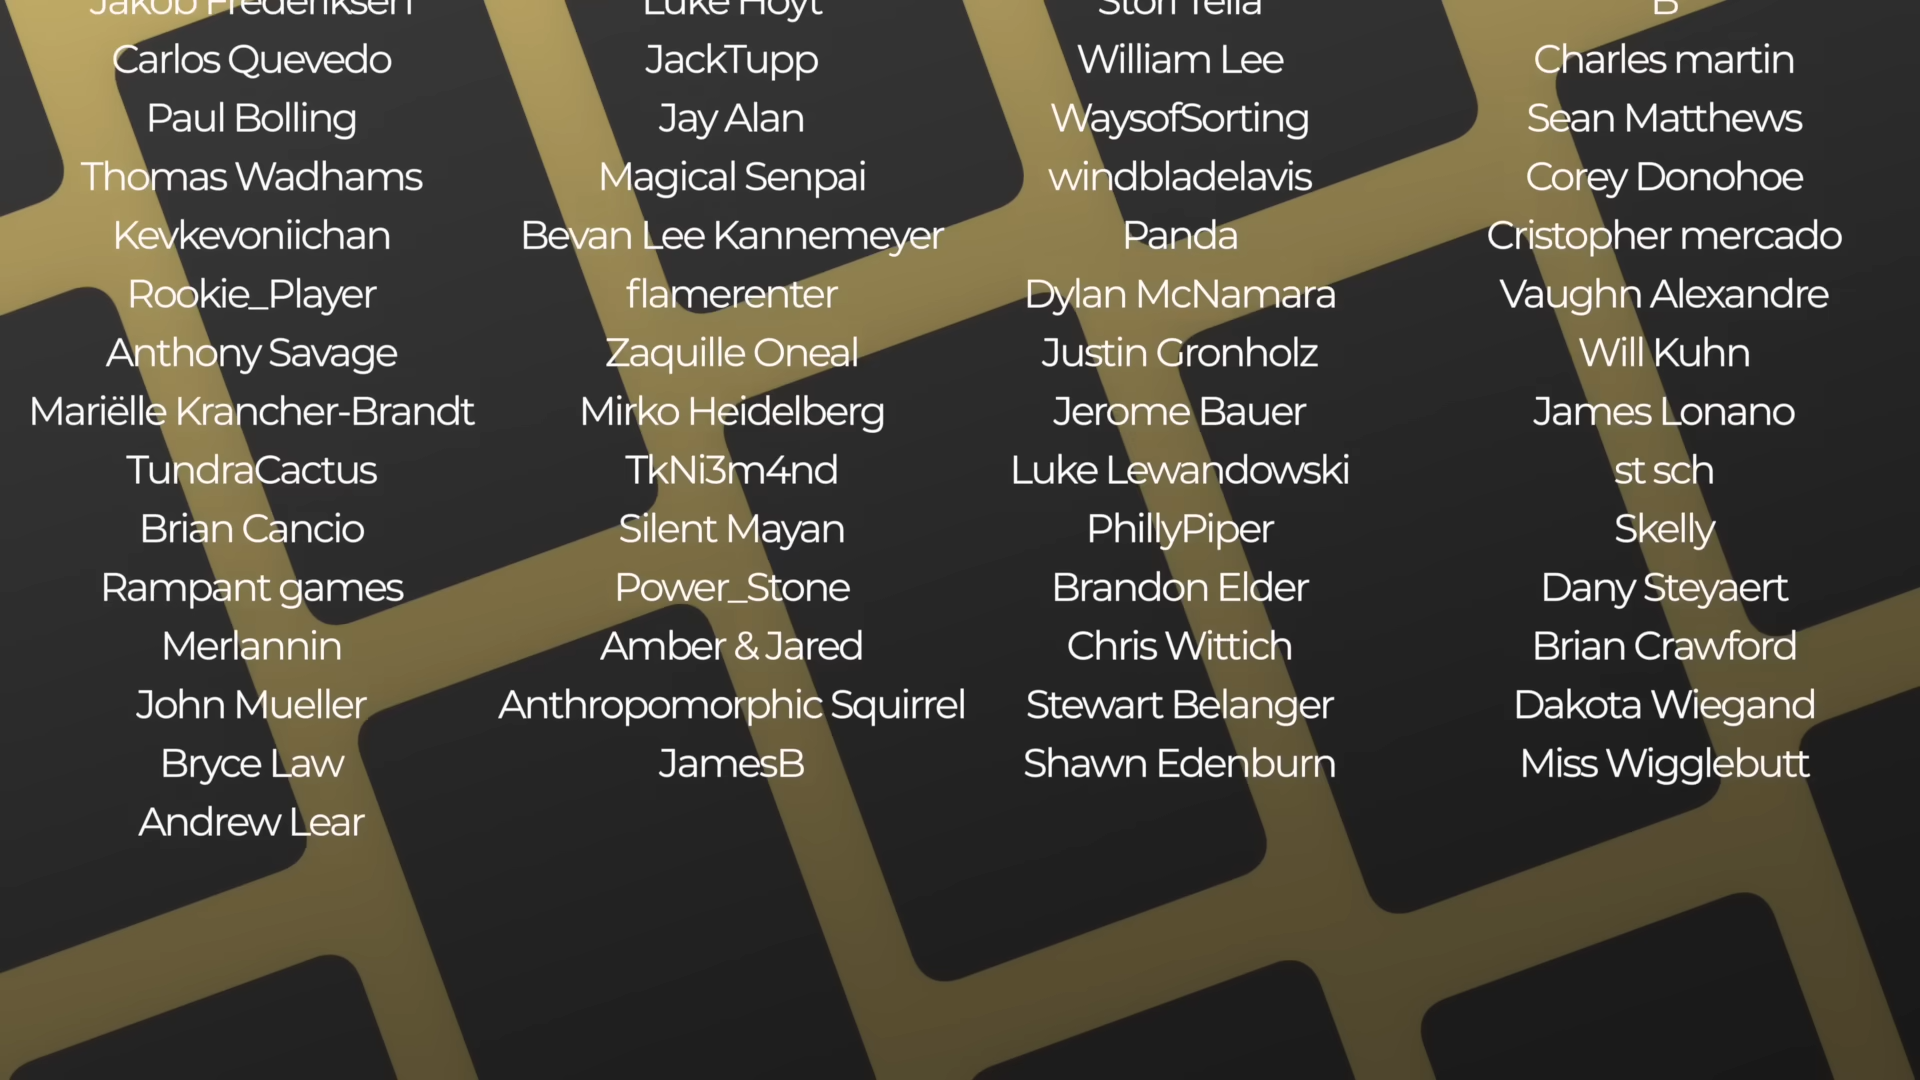 Jakob Frederiksen
Carlos Quevedo
Paul Bolling
Thomas Wadhams
Kevkevoniichan
Rookie_Player
Anthony Savage
Mariëlle Krancher-Brandt
TundraCactus
Brian Cancio
Rampant games
Merlannin
John Mueller
Bryce Law
Andrew Lear
Luke Hoyt
JackTupp
Jay Alan
Magical Senpai
Bevan Lee Kannemeyer
flamerenter
Zaquille Oneal
Mirko Heidelberg
TkNi3m4nd
Silent Mayan
Power_Stone
Amber & Jared
Anthropomorphic Squirrel
JamesB
William Lee
WaysofSorting
windbladelavis
Panda
Dylan McNamara
Justin Gronholz
Jerome Bauer
Luke Lewandowski
PhillyPiper
Brandon Elder
Chris Wittich
Stewart Belanger
Shawn Edenburn
B
Charles martin
Sean Matthews
Corey Donohoe
Cristopher mercado
Vaughn Alexandre
Will Kuhn
James Lonano
st sch
Skelly
Dany Steyaert
Brian Crawford
Dakota Wiegand
Miss Wigglebutt